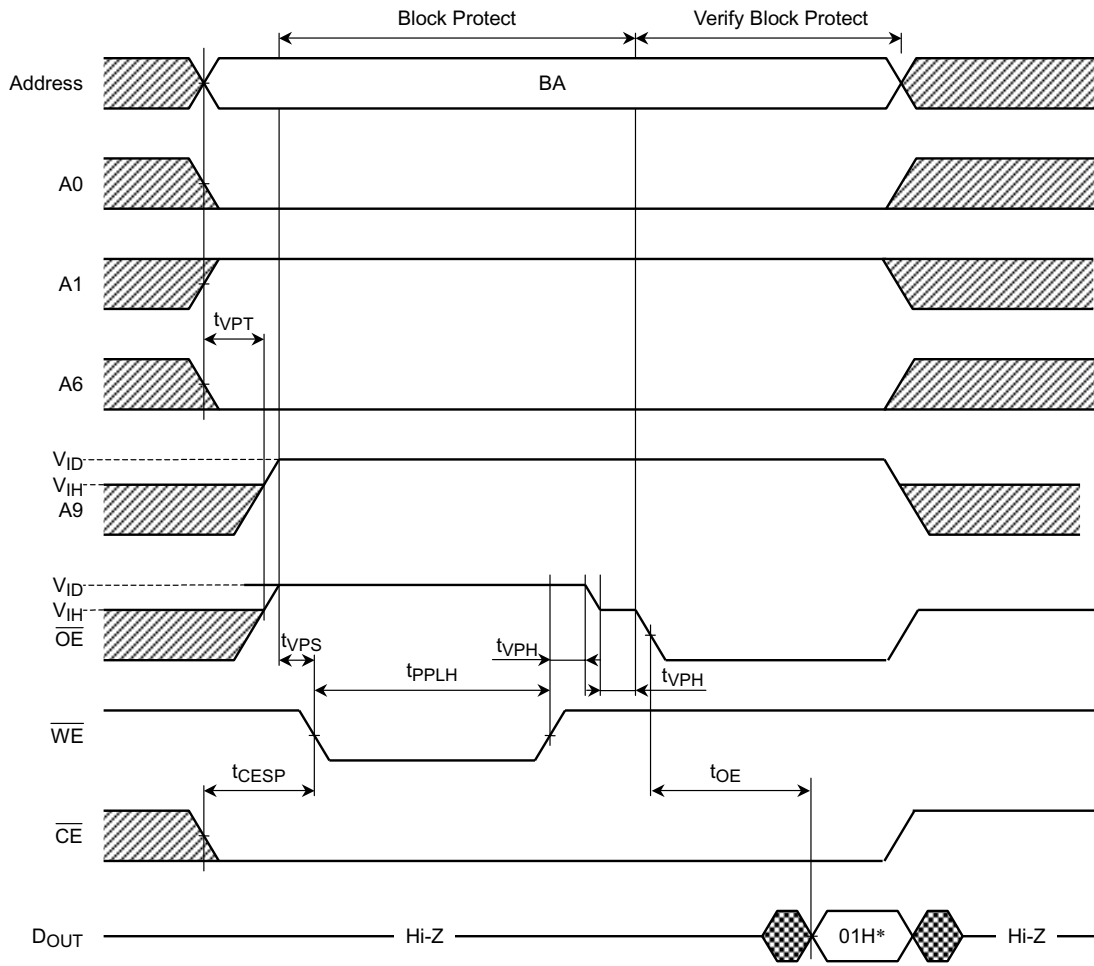 Block Protect
Verify Block Protect
Address
BA
A0
A1
tVPT
A6
VID
VIH
A9
VID
VIH
OE
tVPS
tVPH
tPPLH
tVPH
WE
tCESP
tOE
CE
DOUT
Hi-Z
01H*
Hi-Z